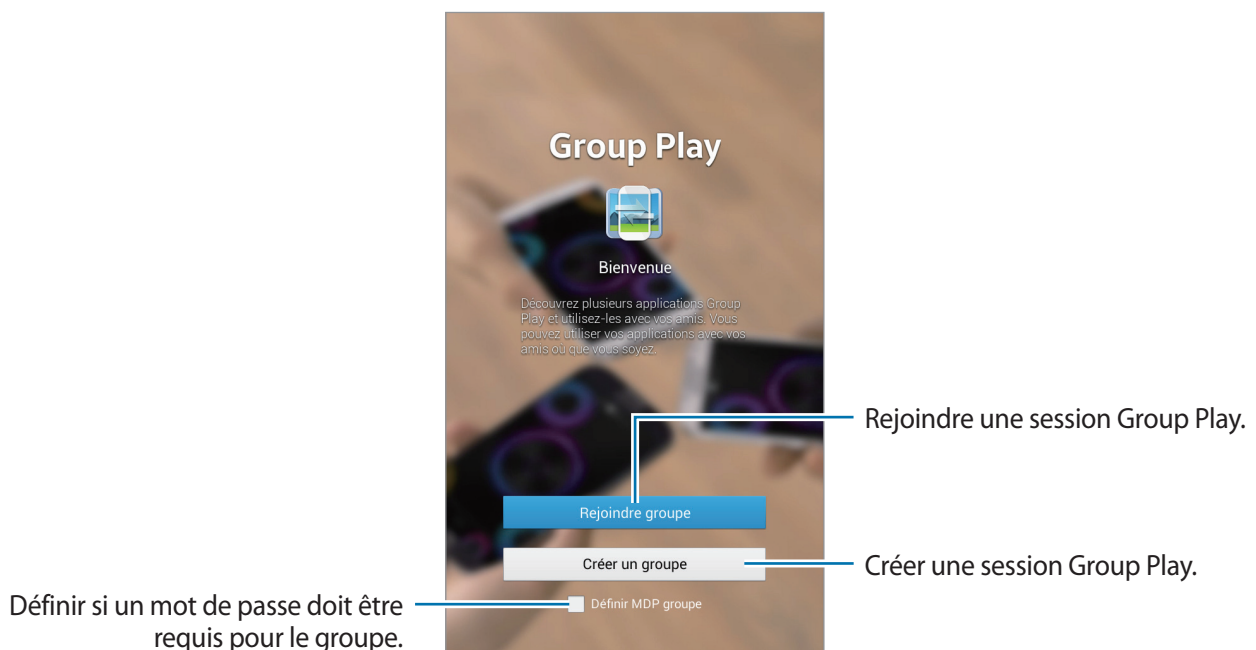 Group Play
Bienvenue
Découvrez plusieurs applications Group
Play et utilisez-les avec vos amis. Vous
pouvez utiliser vos applications avec vos
amis où que vous soyez.
Rejoindre une session Group Play.
Rejoindre groupe
Créer un groupe
Créer une session Group Play.
Définir MDP groupe
Définir si un mot de passe doit être
requis pour le groupe.